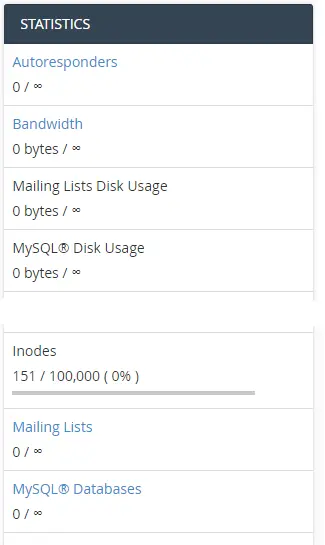 STATISTICS
Autoresponders
0 / ∞
Bandwidth
0 bytes / ∞
Mailing Lists Disk Usage
0 bytes / ∞
MySQL® Disk Usage
0 bytes / ∞
Inodes
151 / 100,000 ( 0% )
Mailing Lists
0 / ∞
MySQL® Databases
0 / ∞